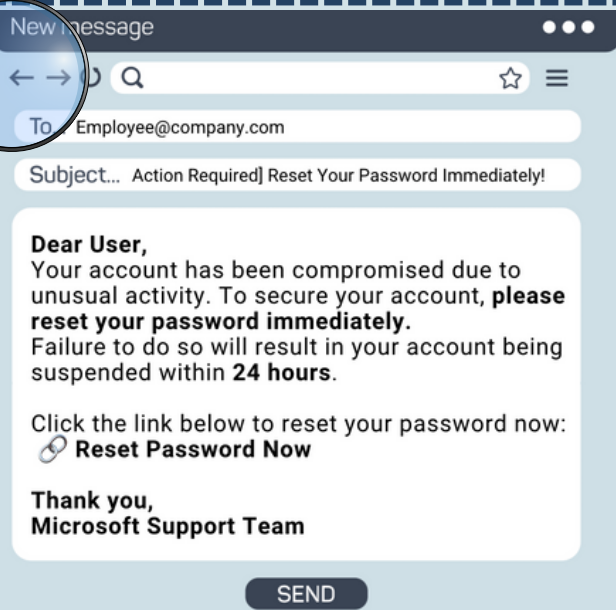 New message
To... Employee@company.com
Subject... Action Required] Reset Your Password Immediately!
Dear User,
Your account has been compromised due to
unusual activity. To secure your account, please
reset your password immediately.
Failure to do so will result in your account being
suspended within 24 hours.
Click the link below to reset your password now:
Reset Password Now
Thank you,
Microsoft Support Team
SEND